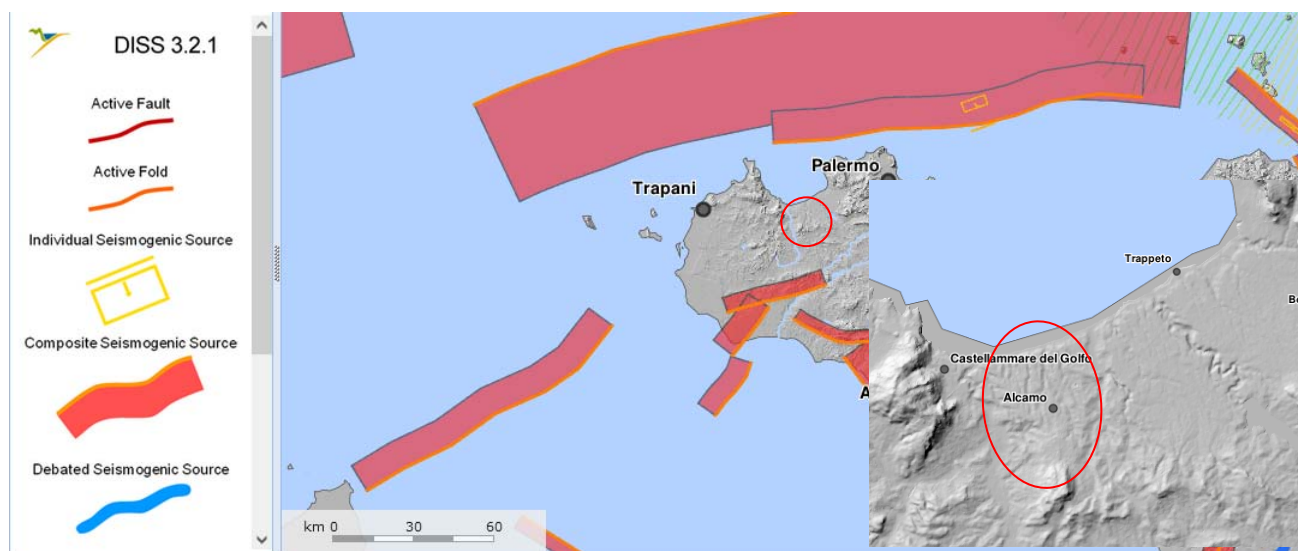 DISS 3.2.1
Active Fault
Active Fold
Individual Seismogenic Source
Composite Seismogenic Source
Debated Seismogenic Source
Palermo
Trapani
Trappeto
Castellammare del Golfo
Alcamo
km 0 30 60